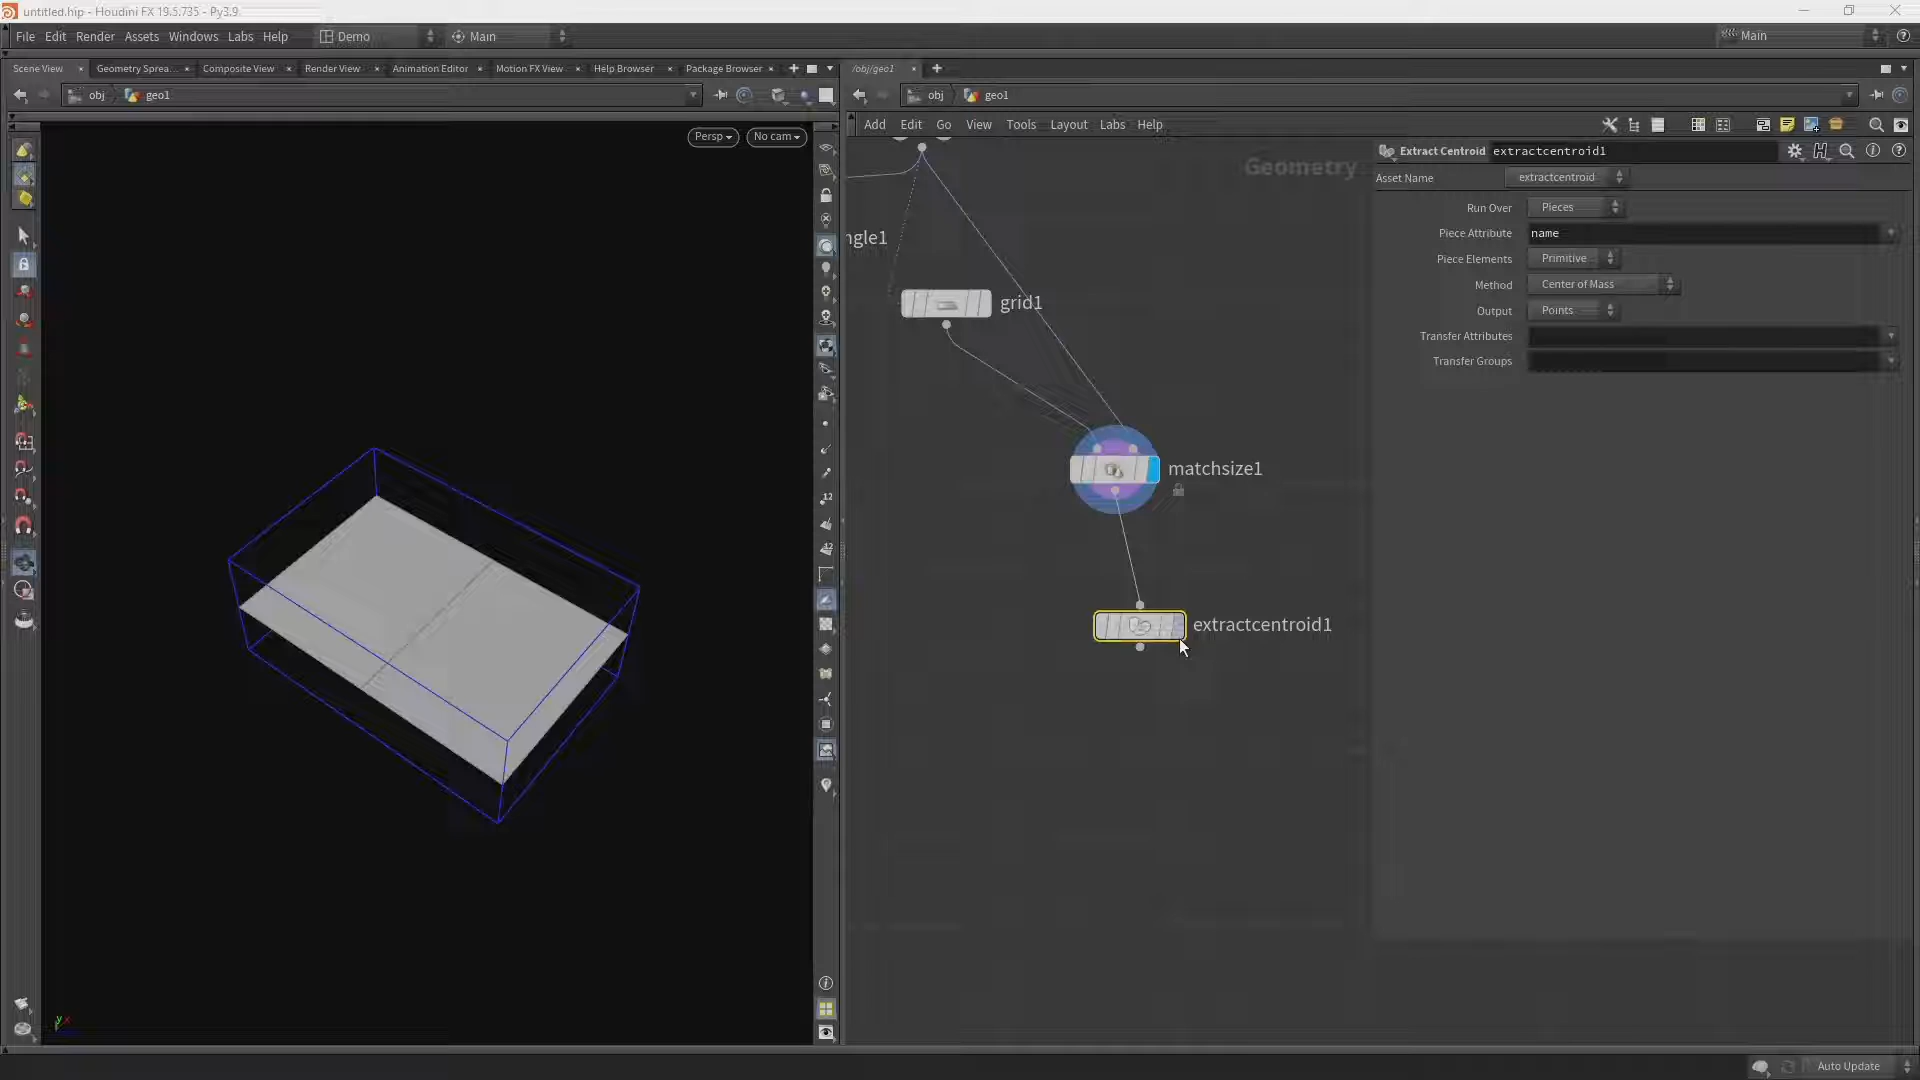 untitled.hip - Houdini FX 19.5.735 - Py3.9
File Edit Render Assets Windows Labs Help Demo Main Main
Scene View Geometry Sprea... Composite View Render View Animation Editor Motion FX View Help Browser Package Browser
/obj/geo1
obj geo1
obj geo1
Add Edit Go View Tools Layout Labs Help
Persp No cam
Geometry
ngle1
grid1
matchsize1
extractcentroid1
Extract Centroid extractcentroid1
Asset Name extractcentroid
Run Over Pieces
Piece Attribute name
Piece Elements Primitive
Method Center of Mass
Output Points
Transfer Attributes
Transfer Groups
12
12
y x
Auto Update